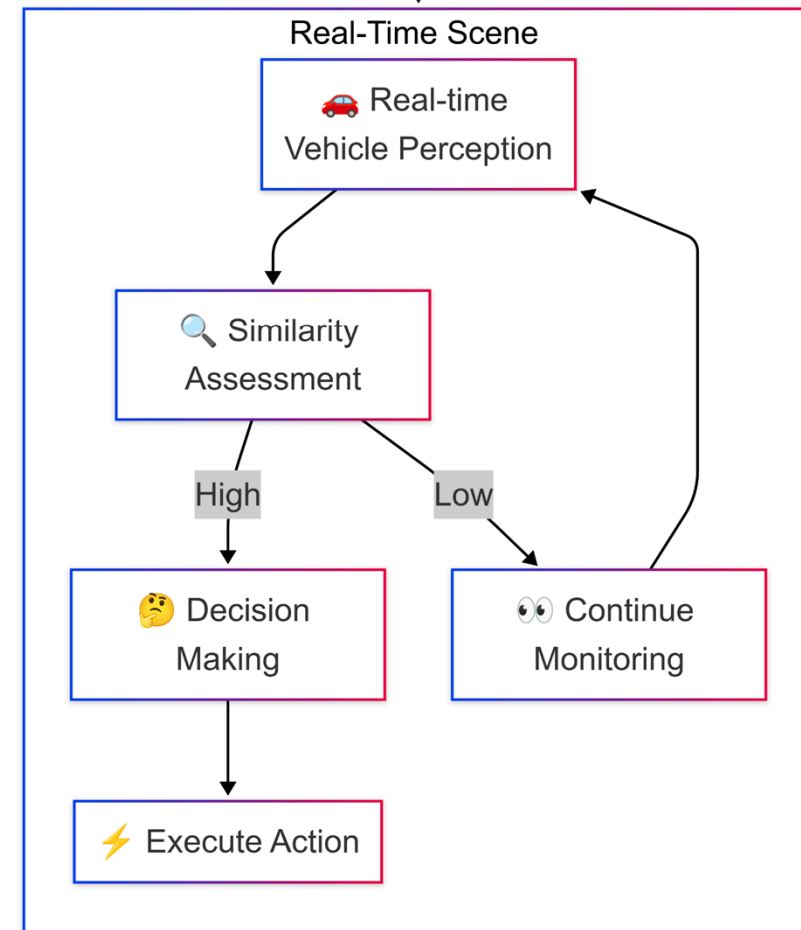 Real-Time Scene
🚗 Real-time
Vehicle Perception
🔍 Similarity
Assessment
High
Low
🤔 Decision
Making
👀 Continue
Monitoring
⚡ Execute Action